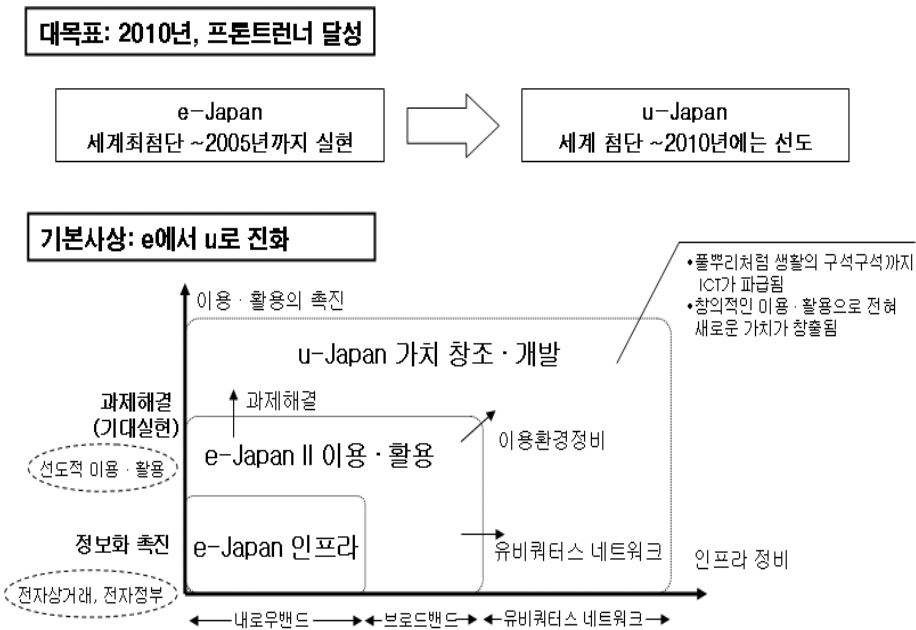 대목표: 2010년, 프론트런너 달성
e-Japan
세계최첨단 ~2005년까지 실현
u-Japan
세계 첨단 ~2010년에는 선도
기본사상: e에서 u로 진화
•풀뿌리처럼 생활의 구석구석까지
ICT가 파급됨
•창의적인 이용·활용으로 전혀
새로운 가치가 창출됨
이용·활용의 촉진
u-Japan 가치 창조·개발
과제해결
(기대실현)
과제해결
선도적 이용·활용
e-Japan II 이용·활용
이용환경정비
정보화 촉진
e-Japan 인프라
유비쿼터스 네트워크
인프라 정비
전자상거래, 전자정부
내로우밴드
브로드밴드
유비쿼터스 네트워크